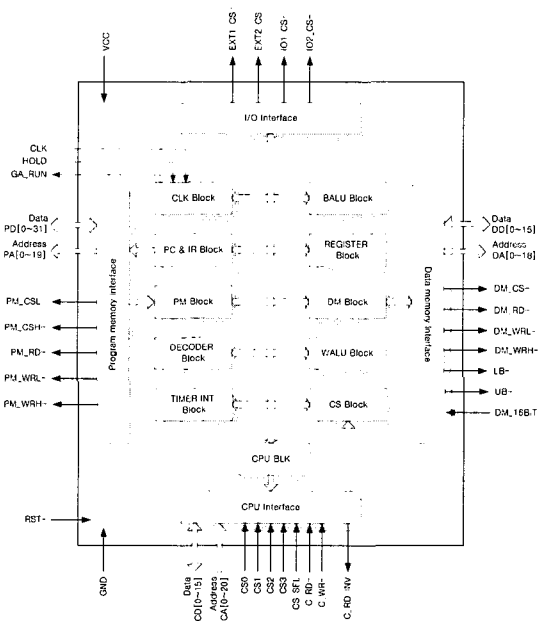 VCC
EXT1_CS-
EXT2_CS
IO1_CS-
IO2_CS-
I/O Interface
CLK
HOLD
GA_RUN
Data
PD[0~31]
Address
PA[0~19]
PM_CSL
PM_CSH-
PM_RD-
PM_WRL-
PM_WRH-
RST-
Program memory interface
CLK Block
BALU Block
PC & IR Block
REGISTER
Block
PM Block
DM Block
DECODER
Block
WALU Block
TIMER INT
Block
CS Block
CPU BLK
CPU Interface
Data memory interface
Data
DD[0~15]
Address
DA[0~18]
DM_CS-
DM_RD-
DM_WRL-
DM_WRH-
LB-
UB-
DM_16BIT
GND
Data
CD[0~15]
Address
CA[0~20]
CS0
CS1
CS2
CS3
CS_SEL
C_RD-
C_WR-
C_RD_INV